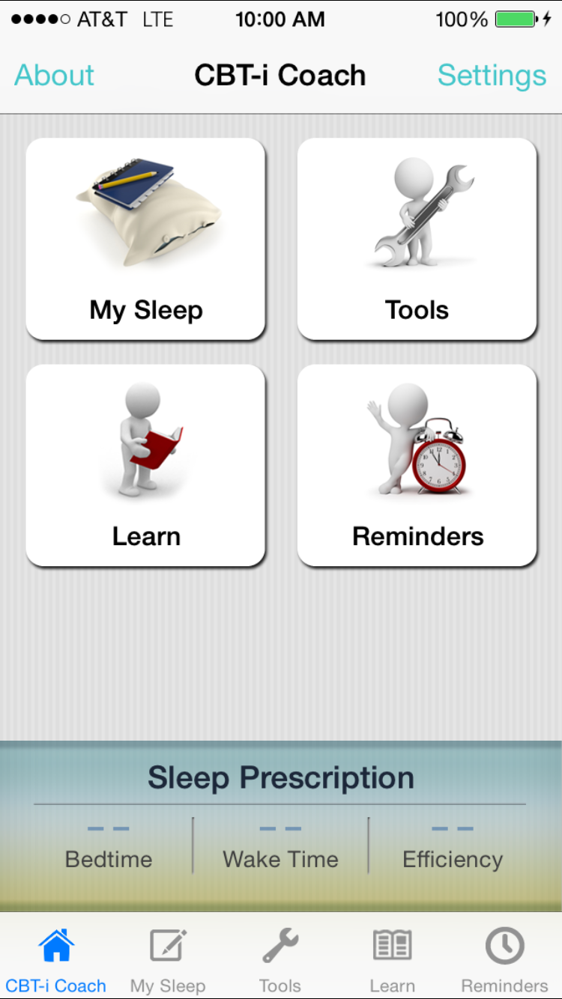 AT&T LTE 10:00 AM 100%
About CBT-i Coach Settings
My Sleep Tools
Learn Reminders
Sleep Prescription
-- -- --
Bedtime Wake Time Efficiency
CBT-i Coach My Sleep Tools Learn Reminders